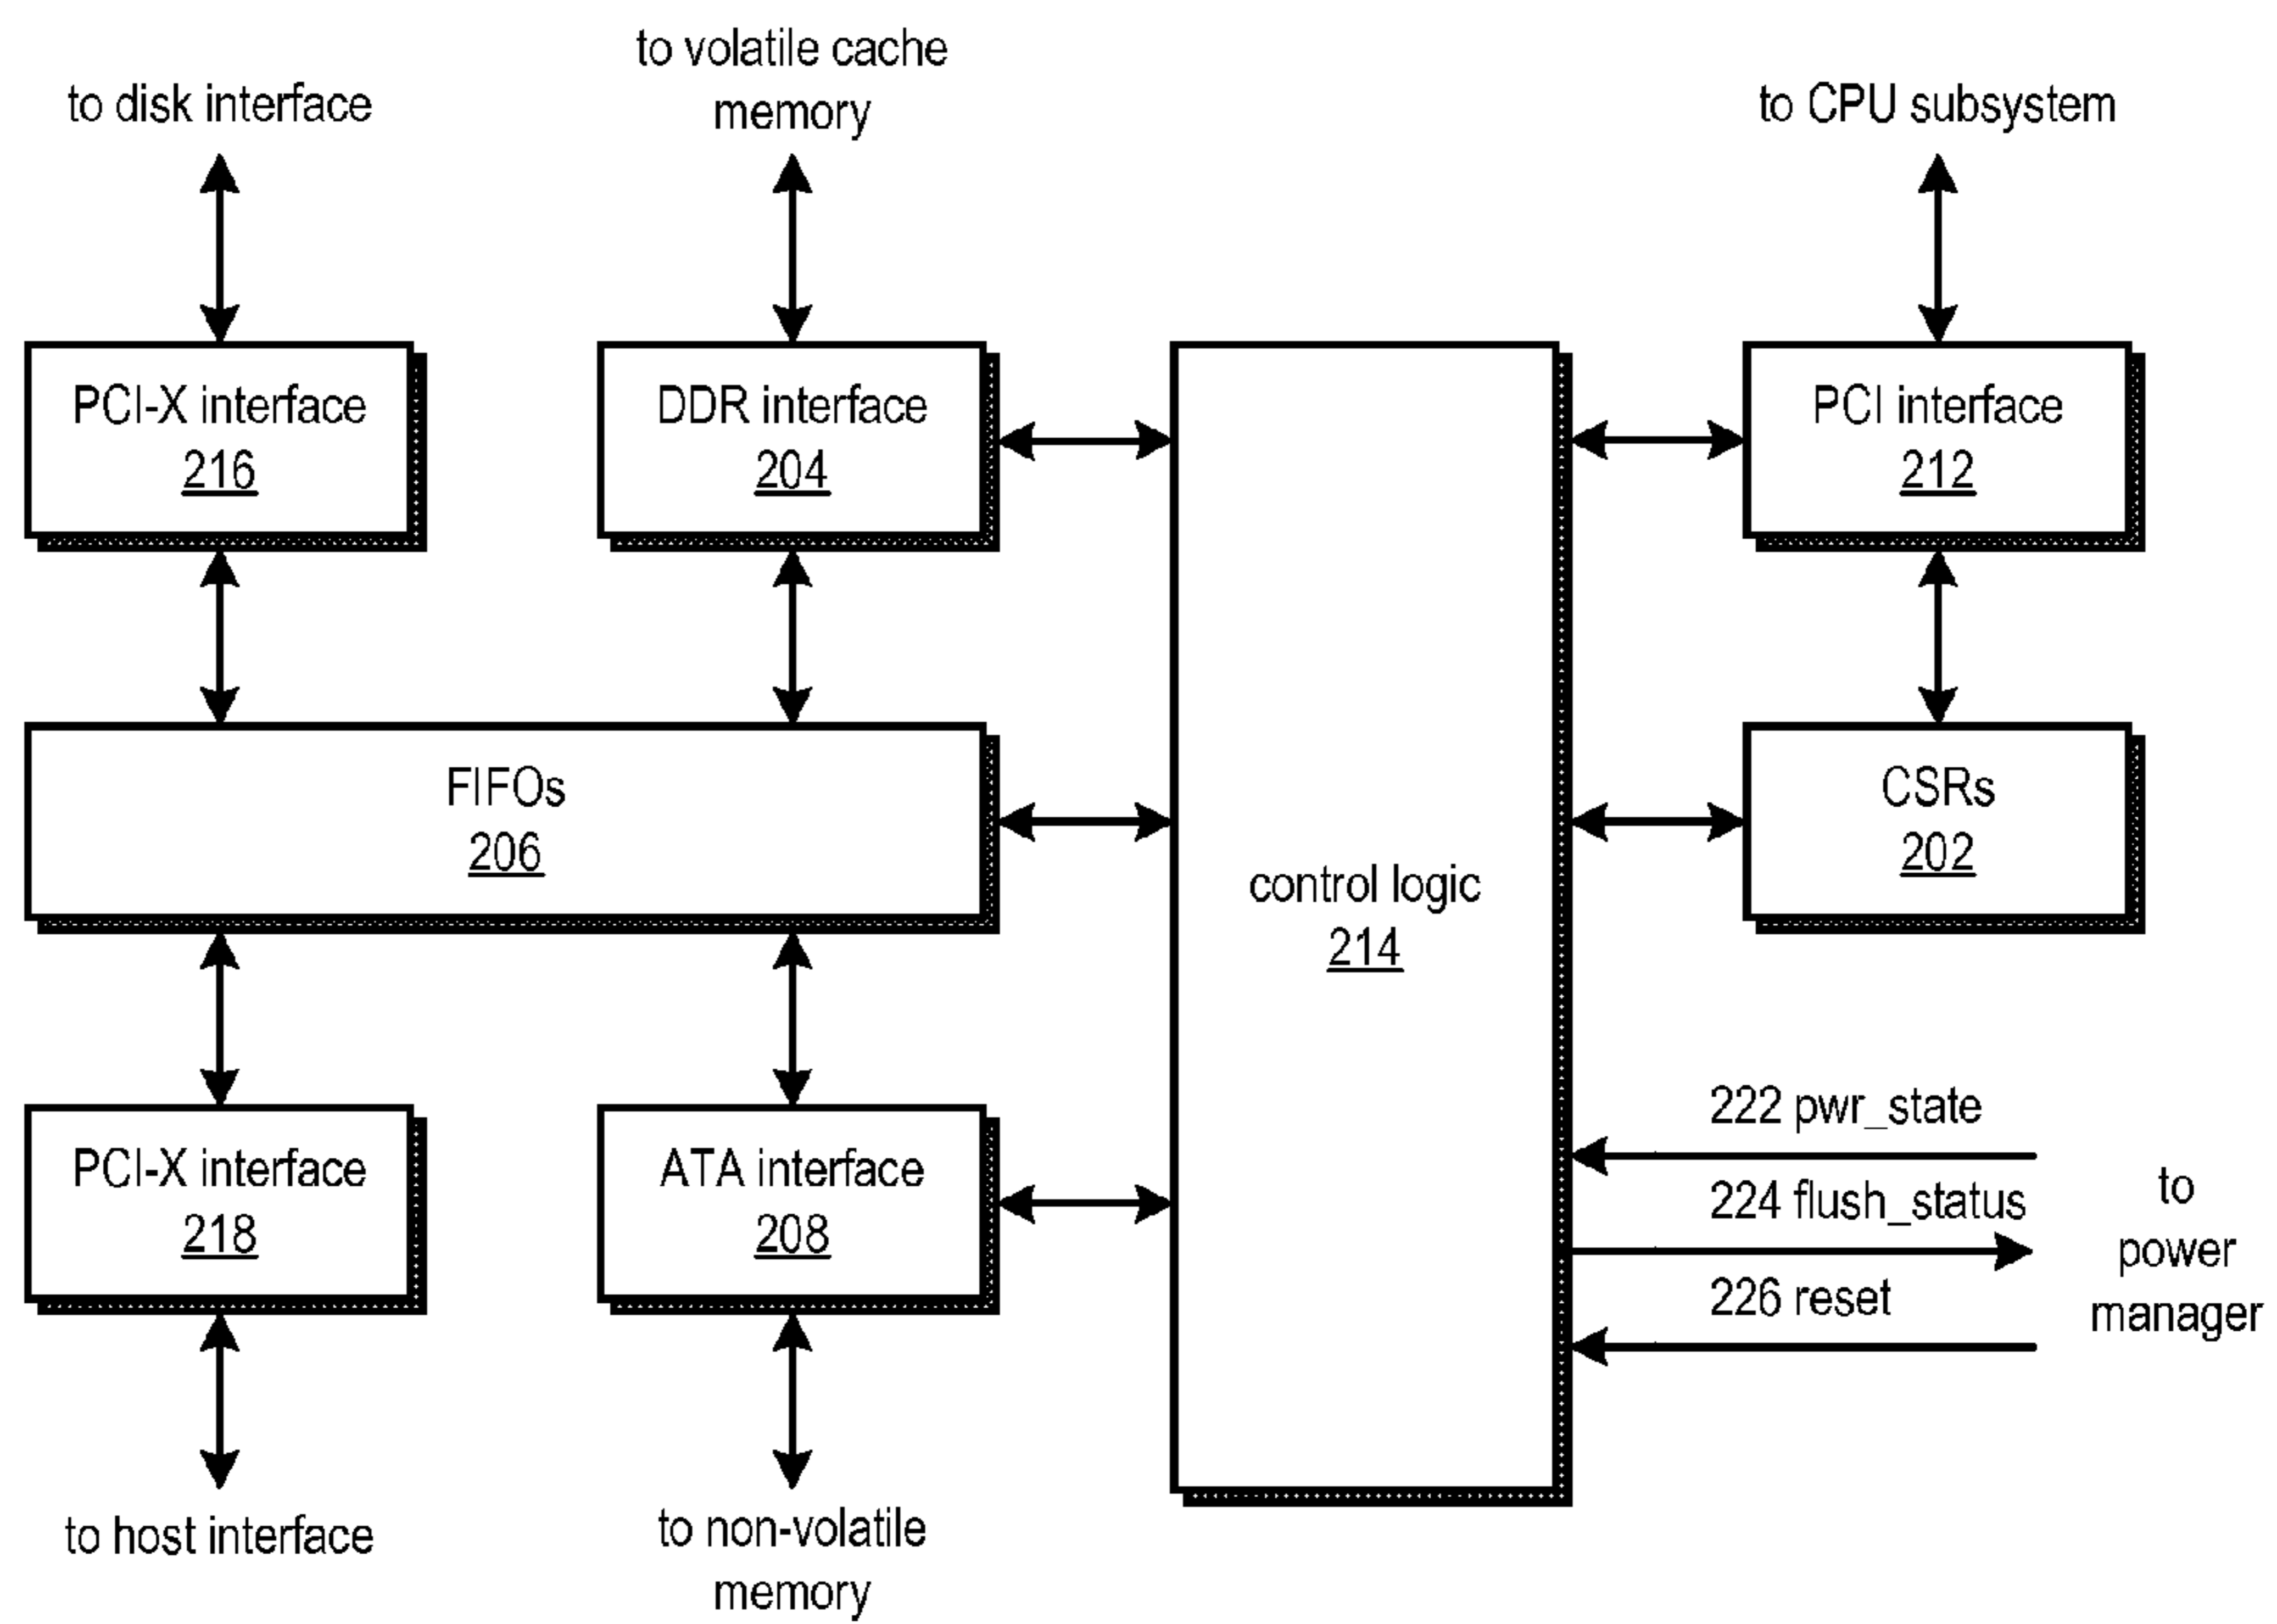 to disk interface
to volatile cache
memory
to CPU subsystem
PCI-X interface
216
DDR interface
204
PCI interface
212
FIFOs
206
control logic
214
CSRs
202
PCI-X interface
218
ATA interface
208
222 pwr_state
224 flush_status
226 reset
to
power
manager
to host interface
to non-volatile
memory